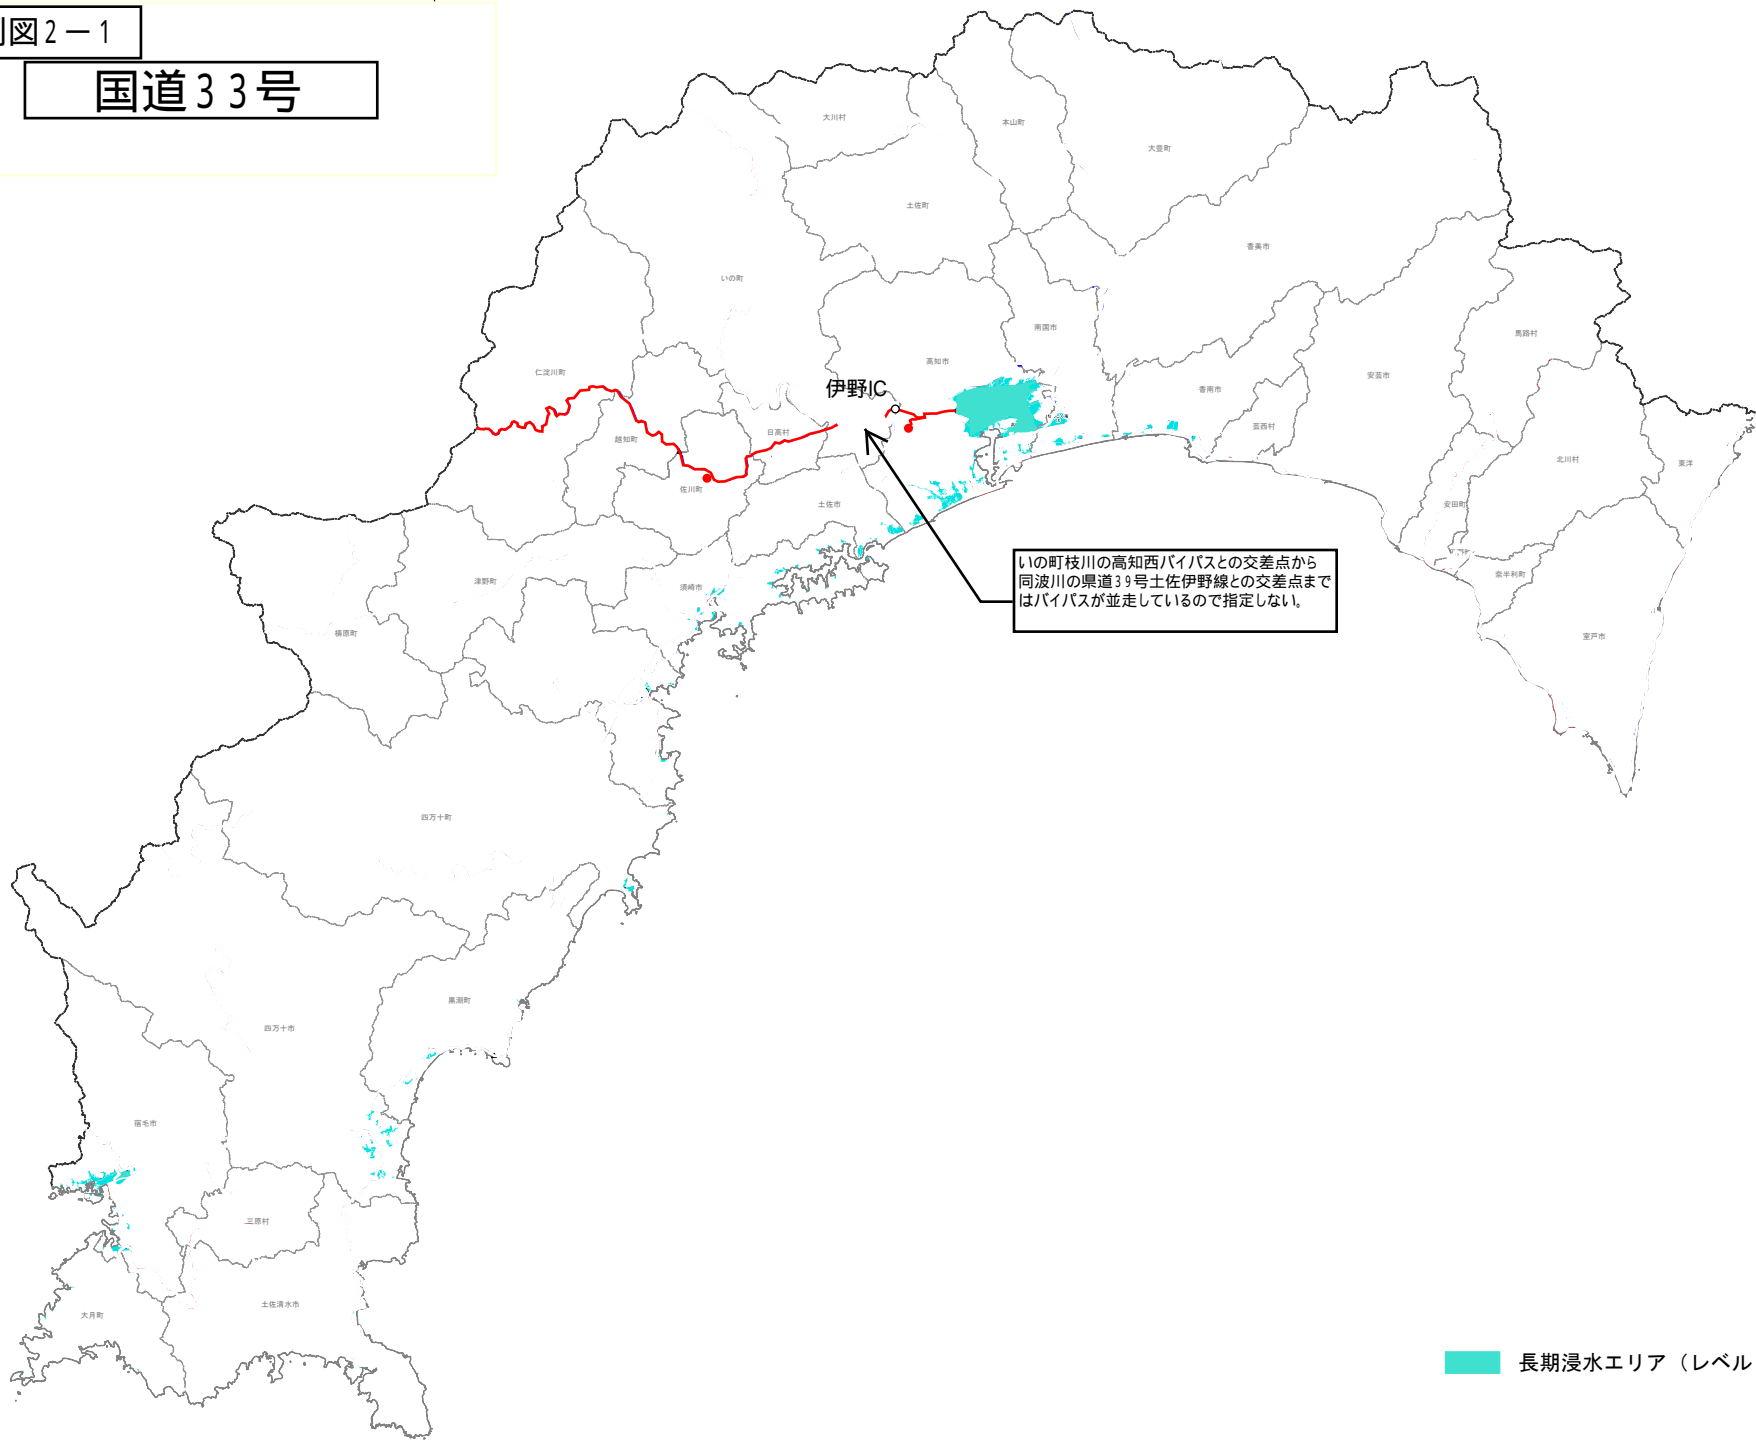 図2－1
国道33号
大川村
本山町
大豊町
土佐町
香美市
いの町
南国市
馬路村
高知市
仁淀川町
安芸市
伊野IC
香南市
芸西村
日高村
越知町
北川村
東洋
佐川町
土佐市
安田町
いの町枝川の高知西バイパスとの交差点から
同波川の県道39号土佐伊野線との交差点まで
はバイパスが並走しているので指定しない。
津野町
須崎市
奈半利町
梼原町
室戸市
四万十町
黒潮町
四万十市
宿毛市
三原村
土佐清水市
大月町
長期浸水エリア（レベル